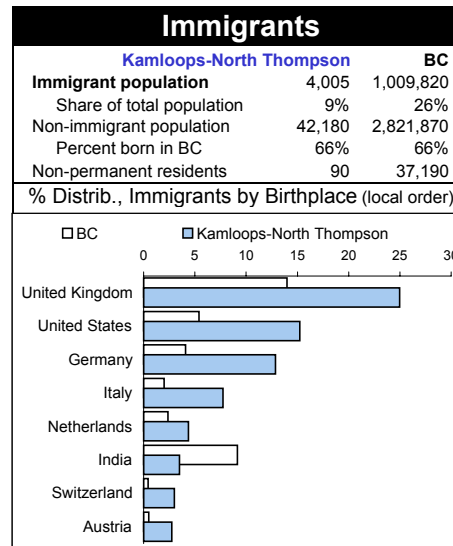 Immigrants
Kamloops-North Thompson BC
Immigrant population 4,005 1,009,820
Share of total population 9% 26%
Non-immigrant population 42,180 2,821,870
Percent born in BC 66% 66%
Non-permanent residents 90 37,190
% Distrib., Immigrants by Birthplace (local order)
BC Kamloops-North Thompson
0 5 10 15 20 25 30
United Kingdom
United States
Germany
Italy
Netherlands
India
Switzerland
Austria